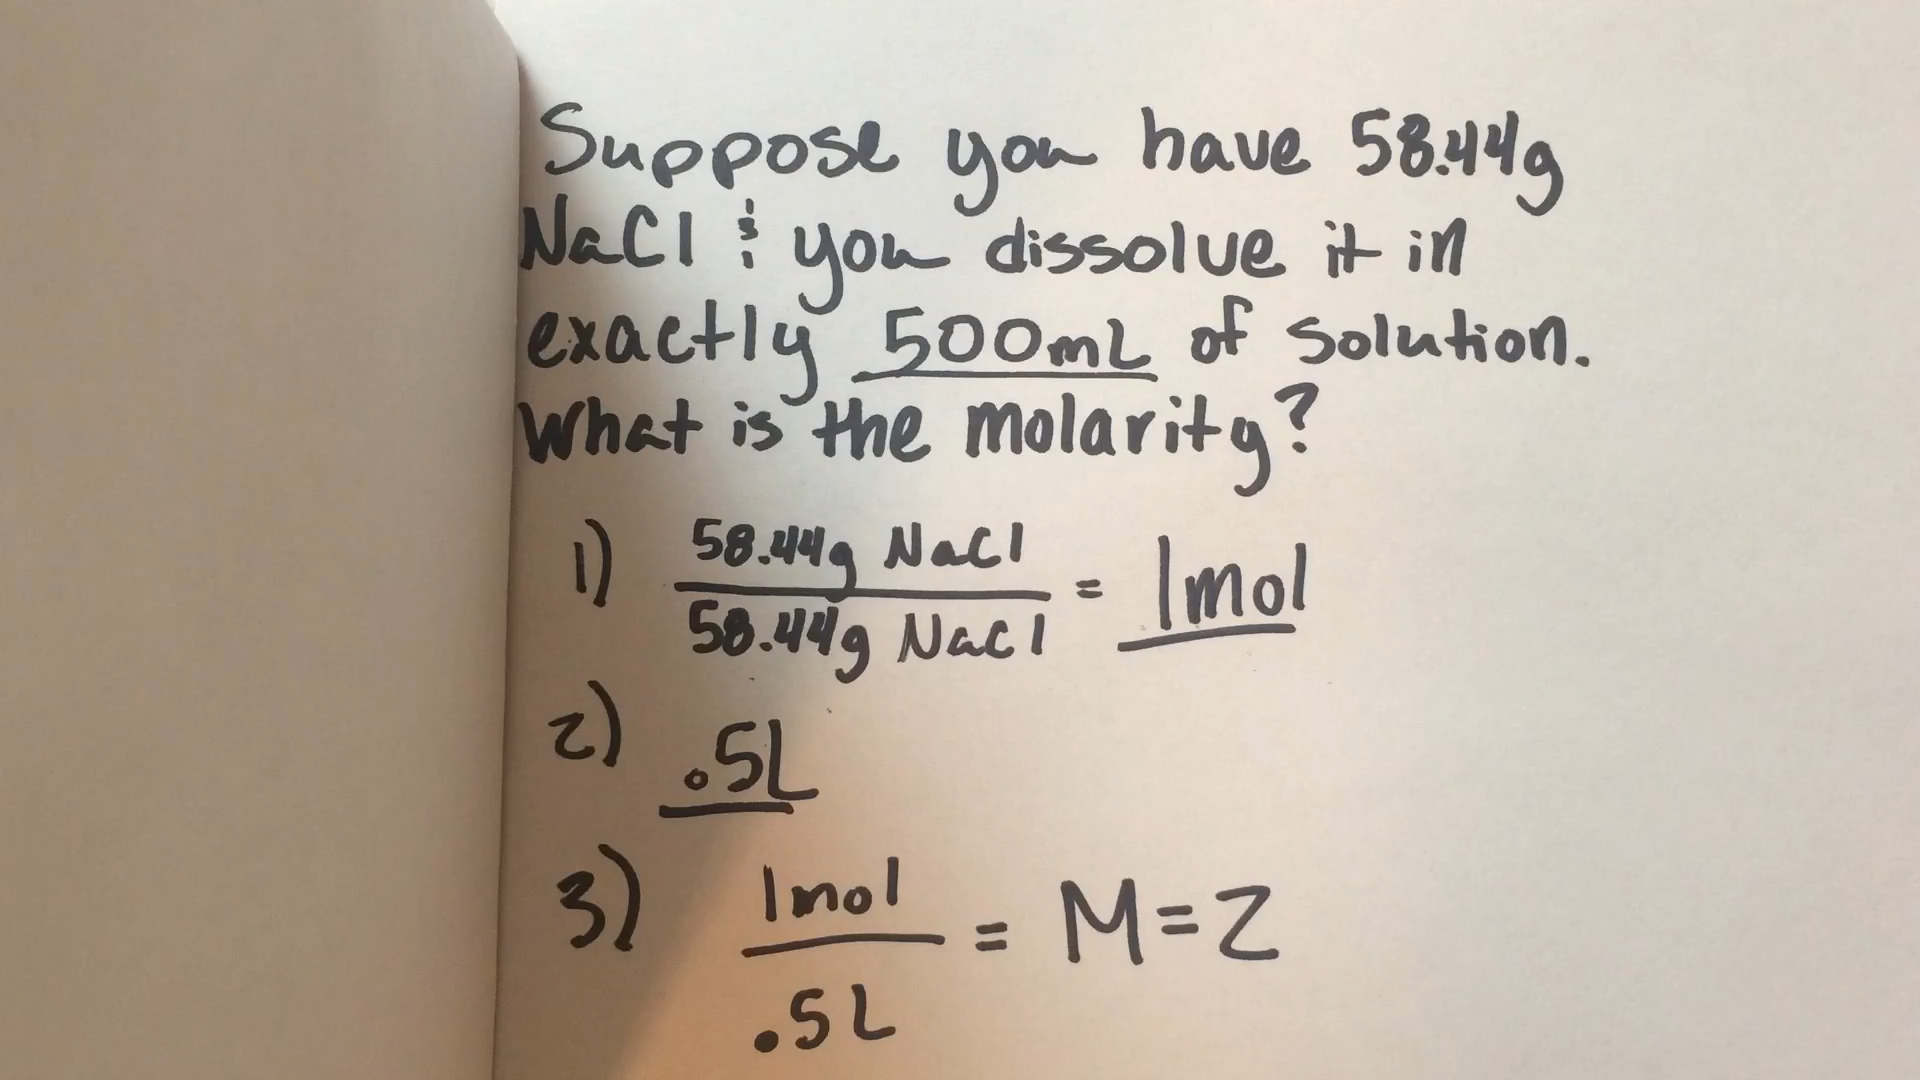 Suppose you have 58.44g
NaCl & you dissolve it in
exactly 500mL of solution.
What is the molarity?
1) 58.44g NaCl
58.44g NaCl
= 1mol
2) .5L
3) 1mol
.5L
= M=2